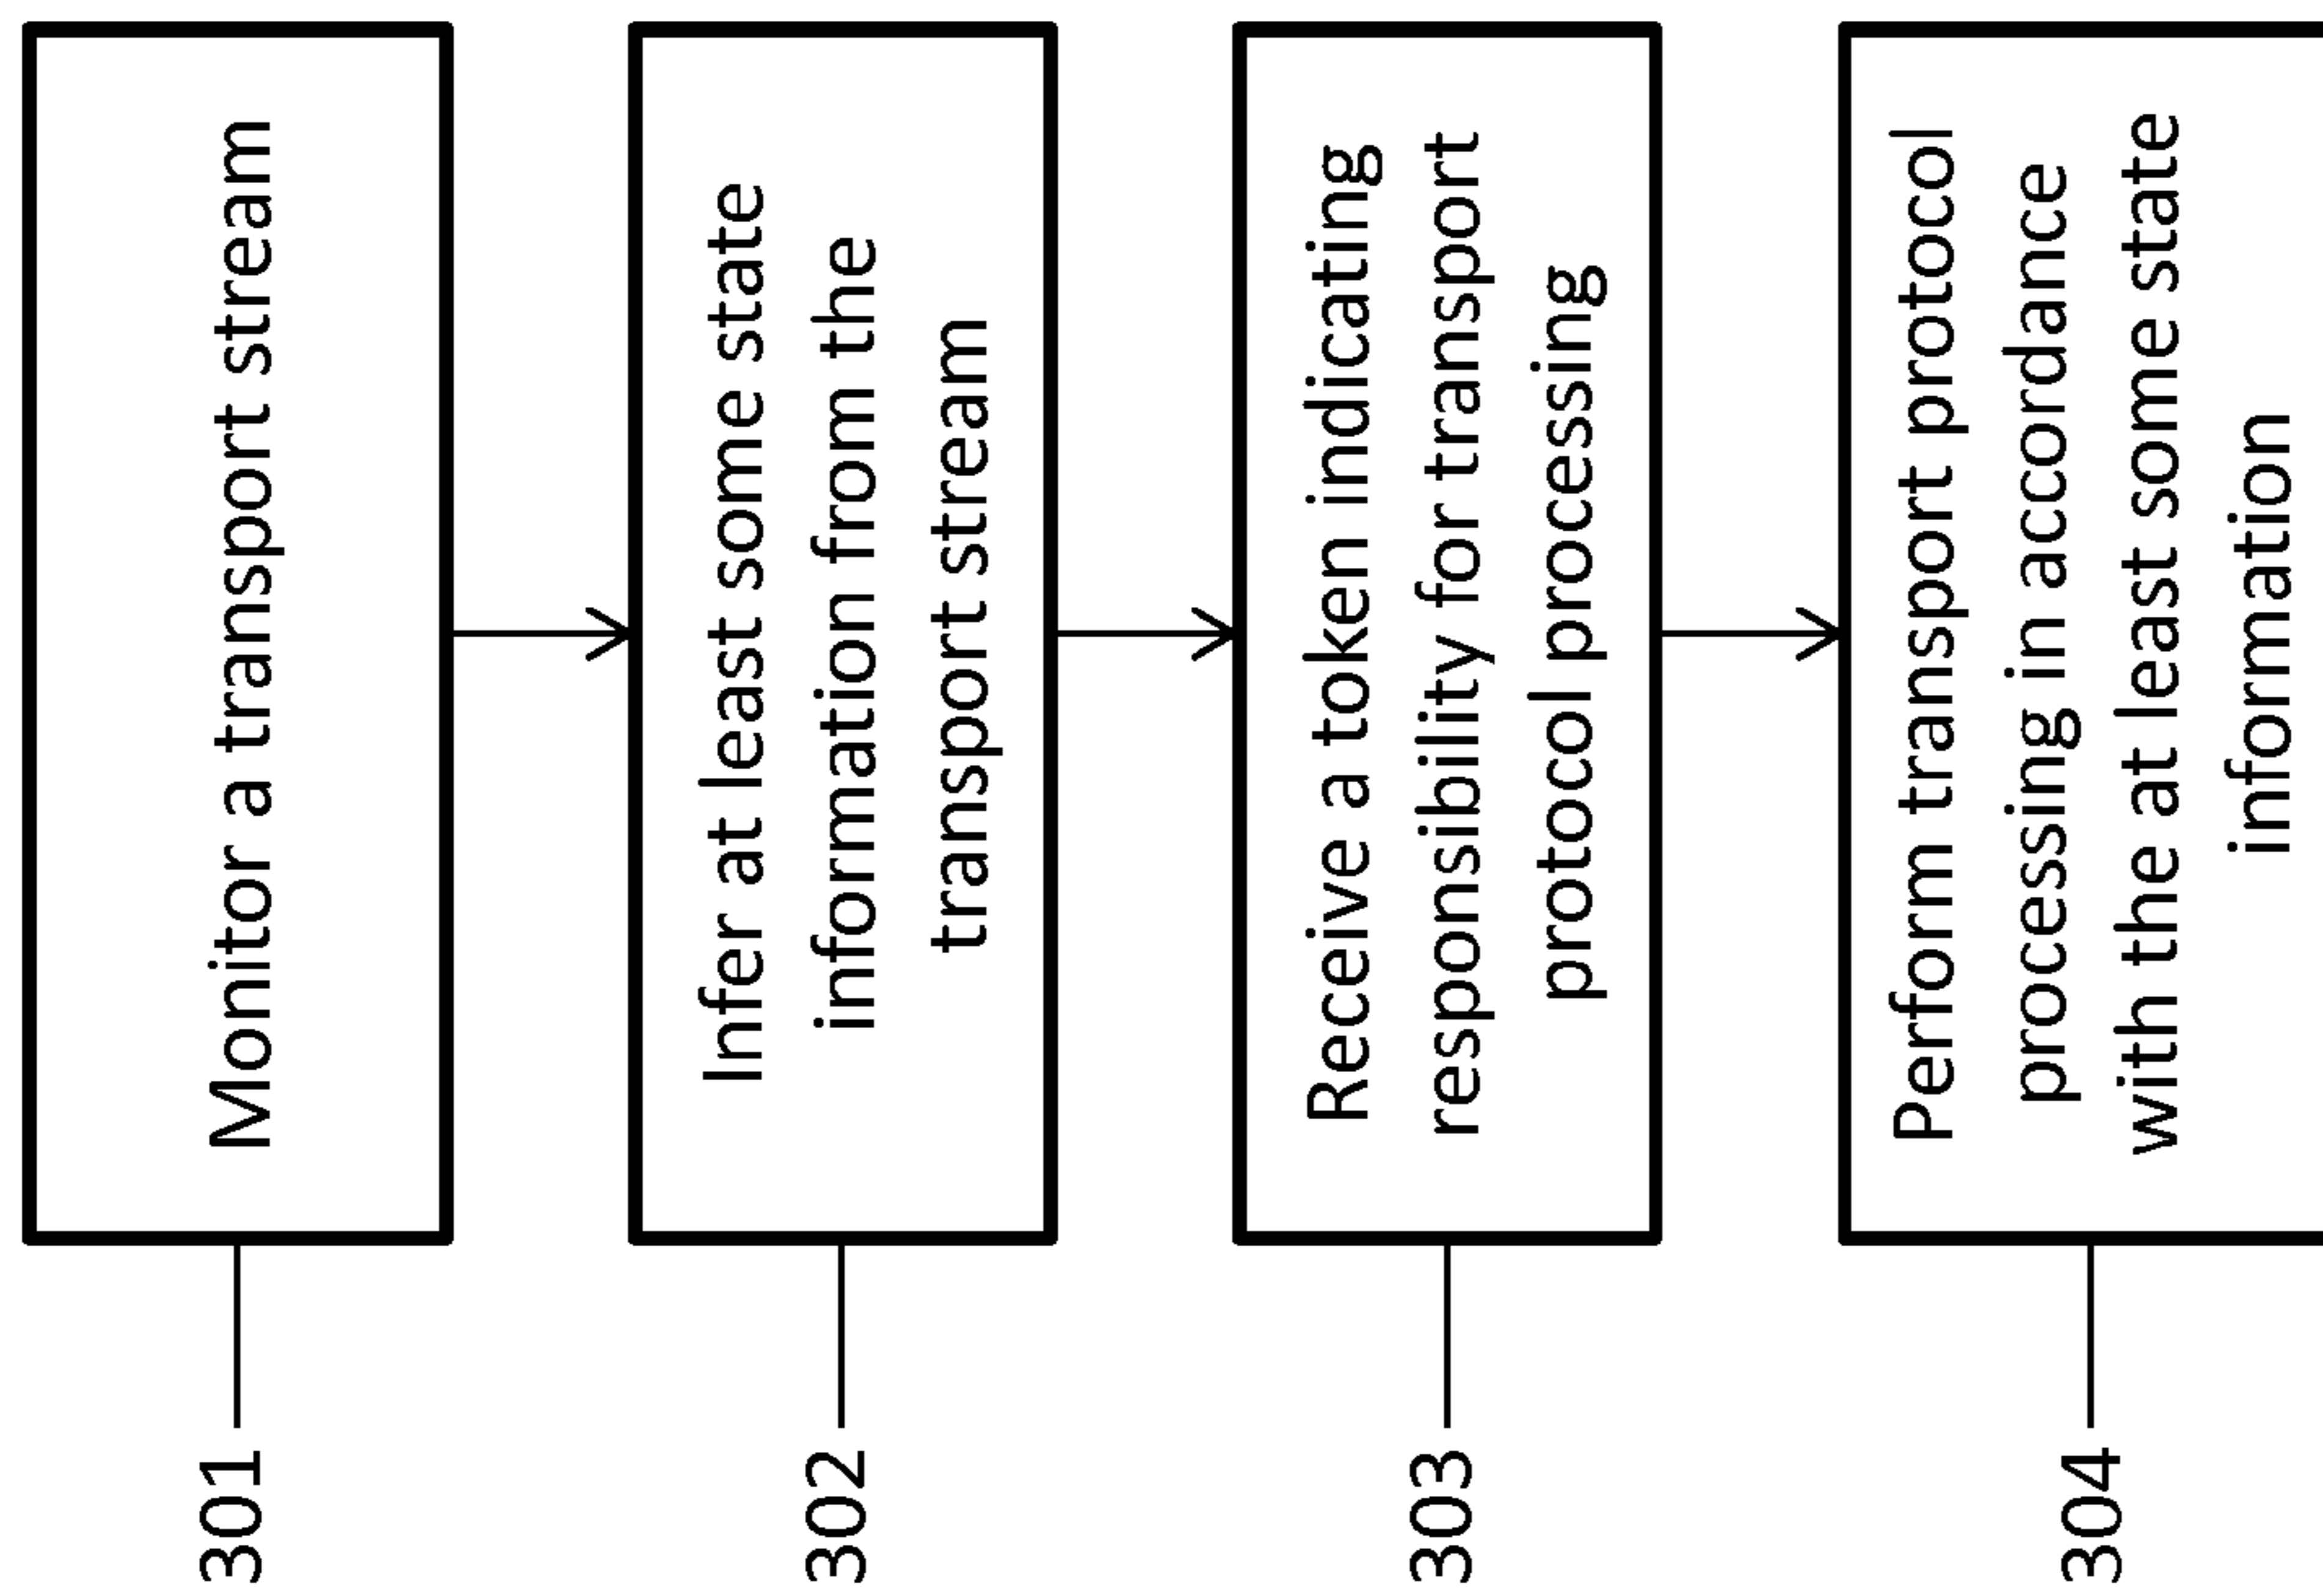 301
Monitor a transport stream
302
Infer at least some state
information from the
transport stream
303
Receive a token indicating
responsibility for transport
protocol processing
304
Perform transport protocol
processing in accordance
with the at least some state
information